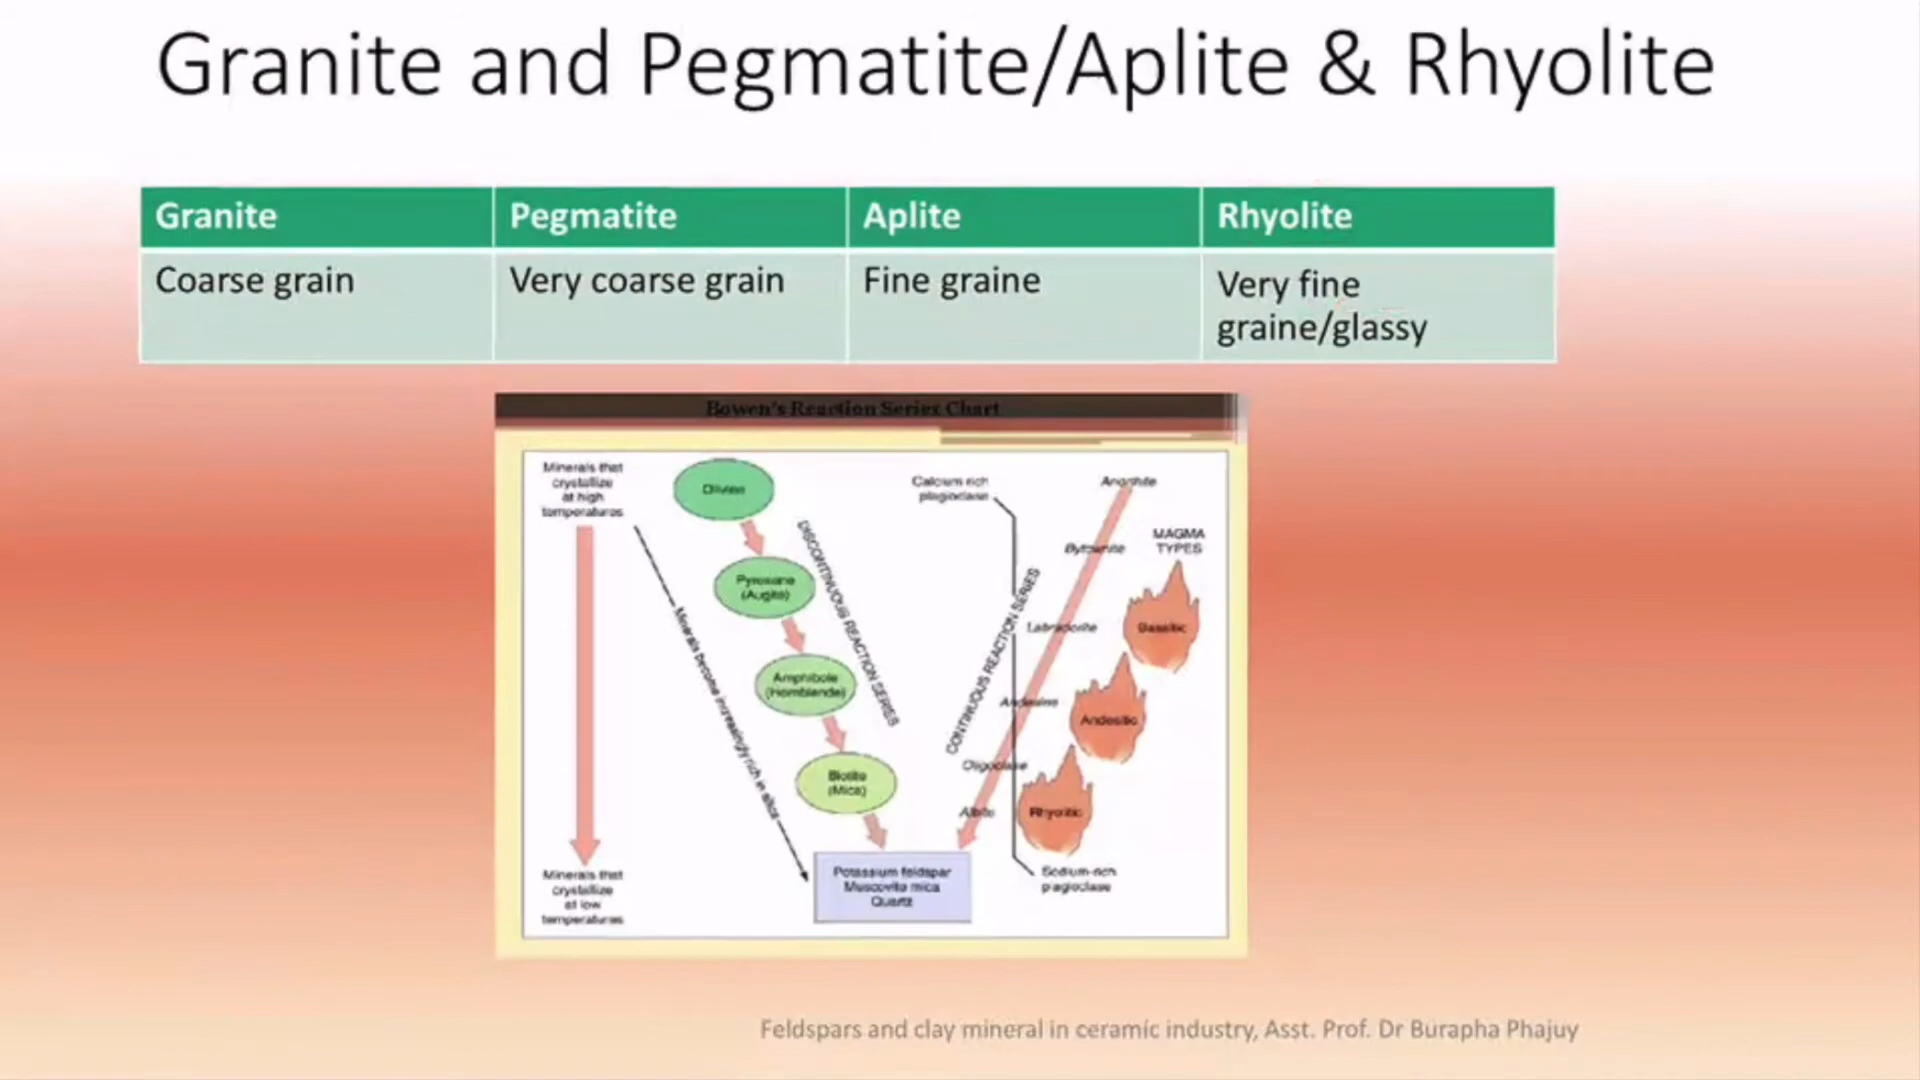 Granite and Pegmatite/Aplite & Rhyolite
Granite
Pegmatite
Aplite
Rhyolite
Coarse grain
Very coarse grain
Fine graine
Very fine
graine/glassy
Bowen's Reaction Series Chart
Minerals that
crystallize
at high
temperatures
Olivine
Calcium rich
plagioclase
Anorthite
MAGMA
TYPES
Bytownite
Pyroxene
(Augite)
DISCONTINUOUS REACTION SERIES
CONTINUOUS REACTION SERIES
Labradorite
Basaltic
Minerals become increasingly rich in silica
Amphibole
(Hornblende)
Andesine
Andesitic
Oligoclase
Biotite
(Mica)
Albite
Rhyolitic
Minerals that
crystallize
at low
temperatures
Potassium feldspar
Muscovite mica
Quartz
Sodium-rich
plagioclase
Feldspars and clay mineral in ceramic industry, Asst. Prof. Dr Burapha Phajuy